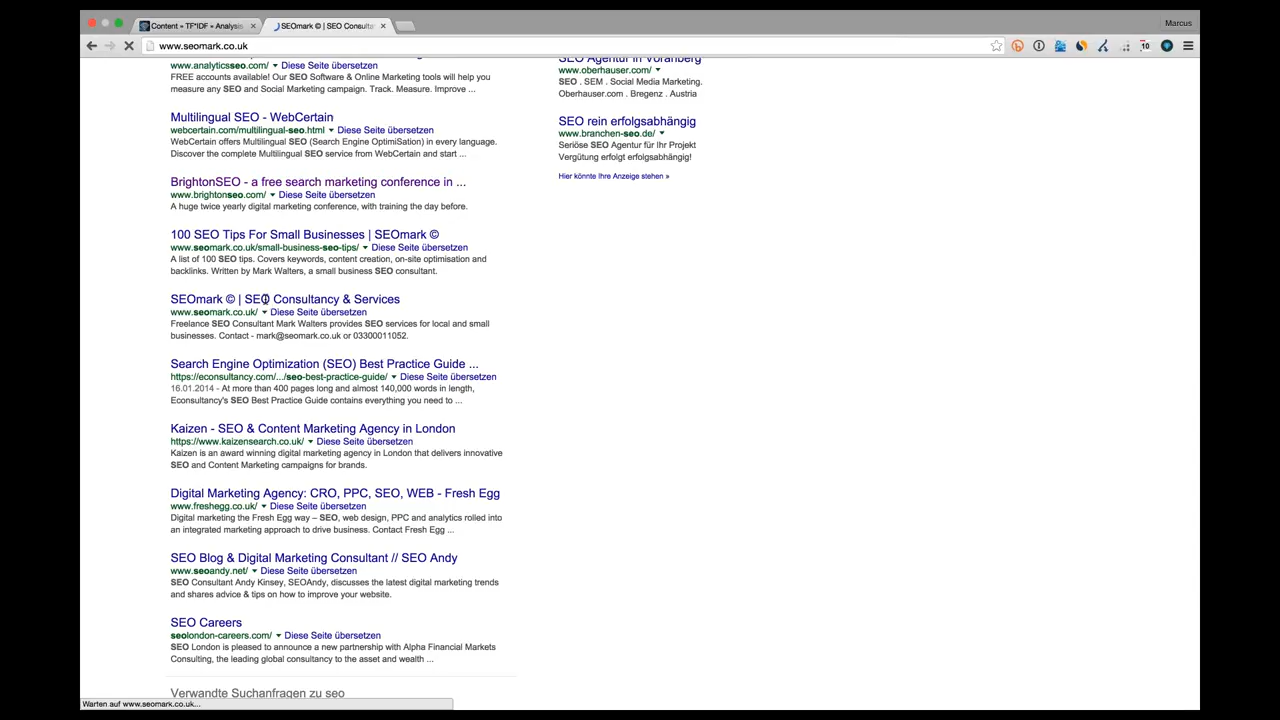 Content « TF*IDF « Analysis
SEOmark © | SEO Consulta
Marcus
www.seomark.co.uk
10
www.analyticsseo.com/ Diese Seite übersetzen
FREE accounts available! Our SEO Software & Online Marketing tools will help you
measure any SEO and Social Marketing campaign. Track. Measure. Improve ...
Multilingual SEO - WebCertain
webcertain.com/multilingual-seo.html Diese Seite übersetzen
WebCertain offers Multilingual SEO (Search Engine OptimiSation) in every language.
Discover the complete Multilingual SEO service from WebCertain and start ...
BrightonSEO - a free search marketing conference in ...
www.brightonseo.com/ Diese Seite übersetzen
A huge twice yearly digital marketing conference, with training the day before.
100 SEO Tips For Small Businesses | SEOmark ©
www.seomark.co.uk/small-business-seo-tips/ Diese Seite übersetzen
A list of 100 SEO tips. Covers keywords, content creation, on-site optimisation and
backlinks. Written by Mark Walters, a small business SEO consultant.
SEOmark © | SEO Consultancy & Services
www.seomark.co.uk/ Diese Seite übersetzen
Freelance SEO Consultant Mark Walters provides SEO services for local and small
businesses. Contact - mark@seomark.co.uk or 03300011052.
Search Engine Optimization (SEO) Best Practice Guide ...
https://econsultancy.com/.../seo-best-practice-guide/ Diese Seite übersetzen
16.01.2014 - At more than 400 pages long and almost 140,000 words in length,
Econsultancy's SEO Best Practice Guide contains everything you need to ...
Kaizen - SEO & Content Marketing Agency in London
https://www.kaizensearch.co.uk/ Diese Seite übersetzen
Kaizen is an award winning digital marketing agency in London that delivers innovative
SEO and Content Marketing campaigns for brands.
Digital Marketing Agency: CRO, PPC, SEO, WEB - Fresh Egg
www.freshegg.co.uk/ Diese Seite übersetzen
Digital marketing the Fresh Egg way – SEO, web design, PPC and analytics rolled into
an integrated marketing approach to drive business. Contact Fresh Egg ...
SEO Blog & Digital Marketing Consultant // SEO Andy
www.seoandy.net/ Diese Seite übersetzen
SEO Consultant Andy Kinsey, SEOAndy, discusses the latest digital marketing trends
and shares advice & tips on how to improve your website.
SEO Careers
seolondon-careers.com/ Diese Seite übersetzen
SEO London is pleased to announce a new partnership with Alpha Financial Markets
Consulting, the leading global consultancy to the asset and wealth ...
Verwandte Suchanfragen zu seo
SEO Agentur in Vorarlberg
www.oberhauser.com/
SEO . SEM . Social Media Marketing.
Oberhauser.com . Bregenz . Austria
SEO rein erfolgsabhängig
www.branchen-seo.de/
Seriöse SEO Agentur für Ihr Projekt
Vergütung erfolgt erfolgsabhängig!
Hier könnte Ihre Anzeige stehen »
Warten auf www.seomark.co.uk...